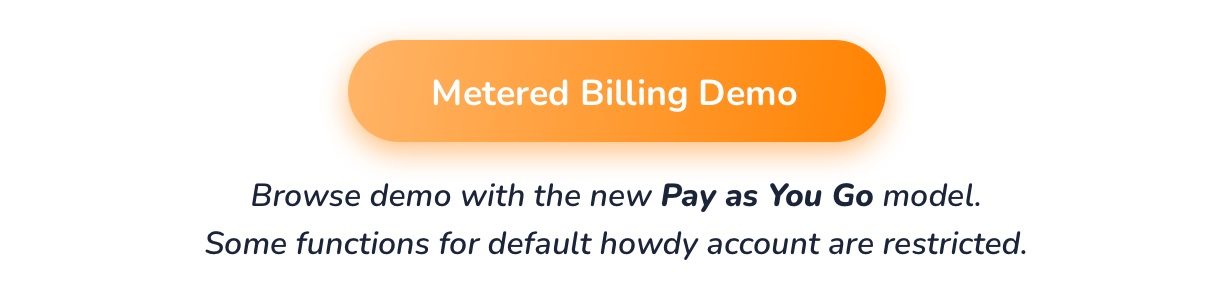 Metered Billing Demo
Browse demo with the new Pay as You Go model.
Some functions for default howdy account are restricted.